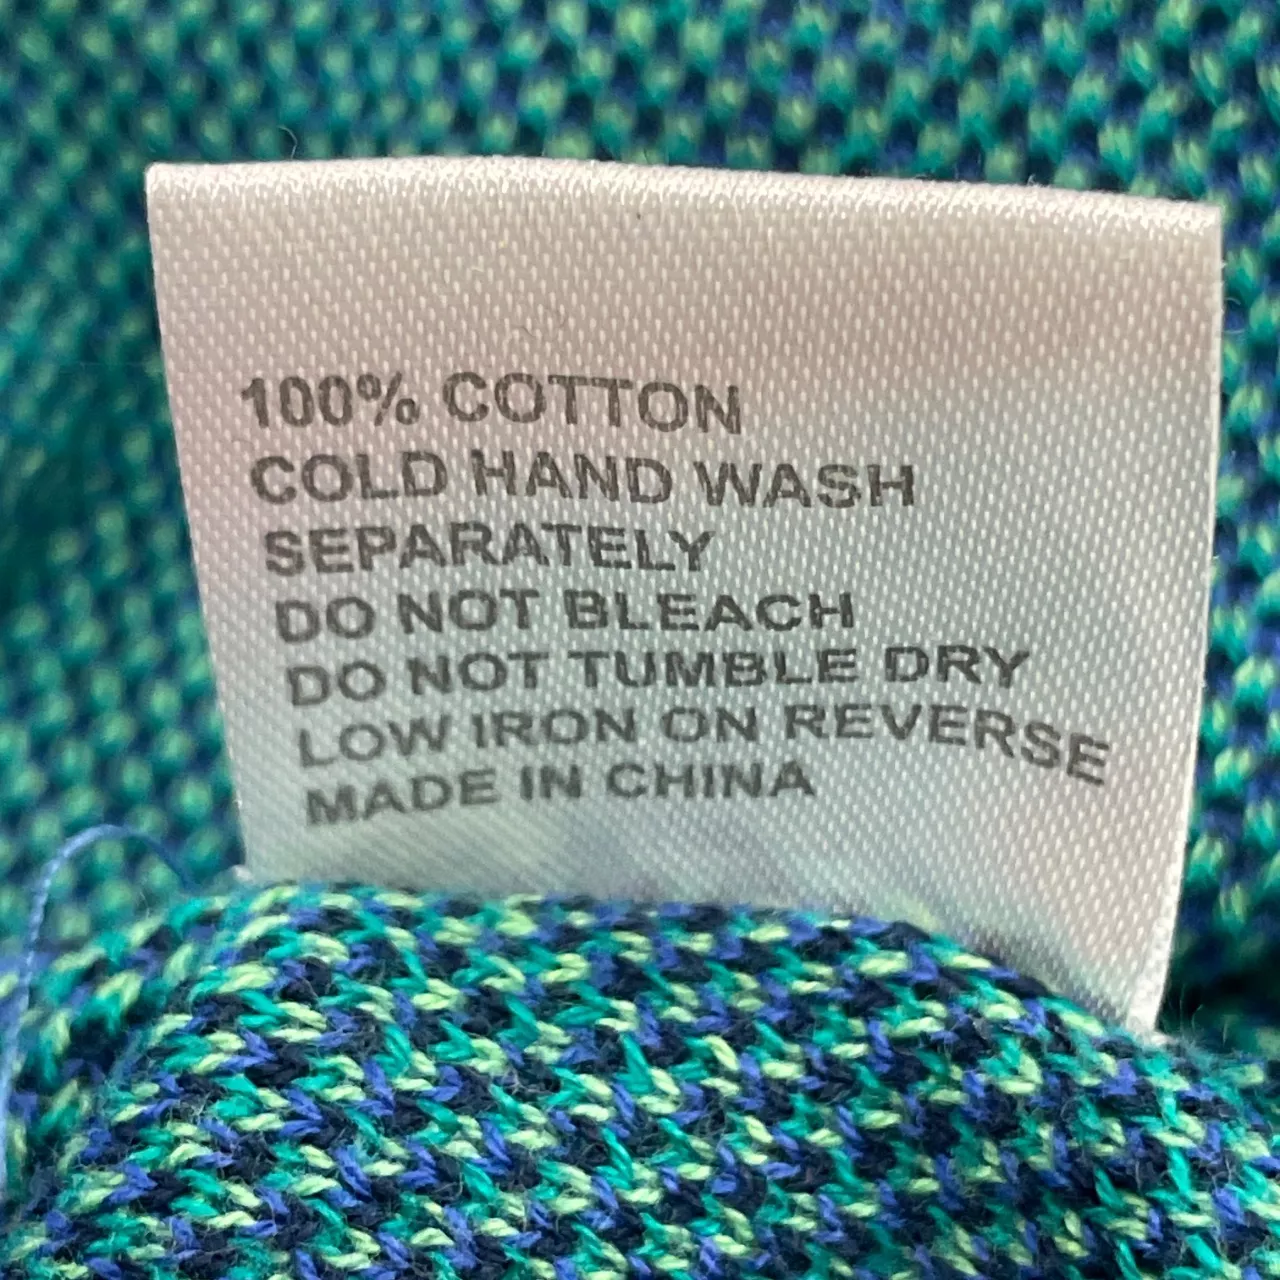 100% COTTON
COLD HAND WASH
SEPARATELY
DO NOT BLEACH
DO NOT TUMBLE DRY
LOW IRON ON REVERSE
MADE IN CHINA